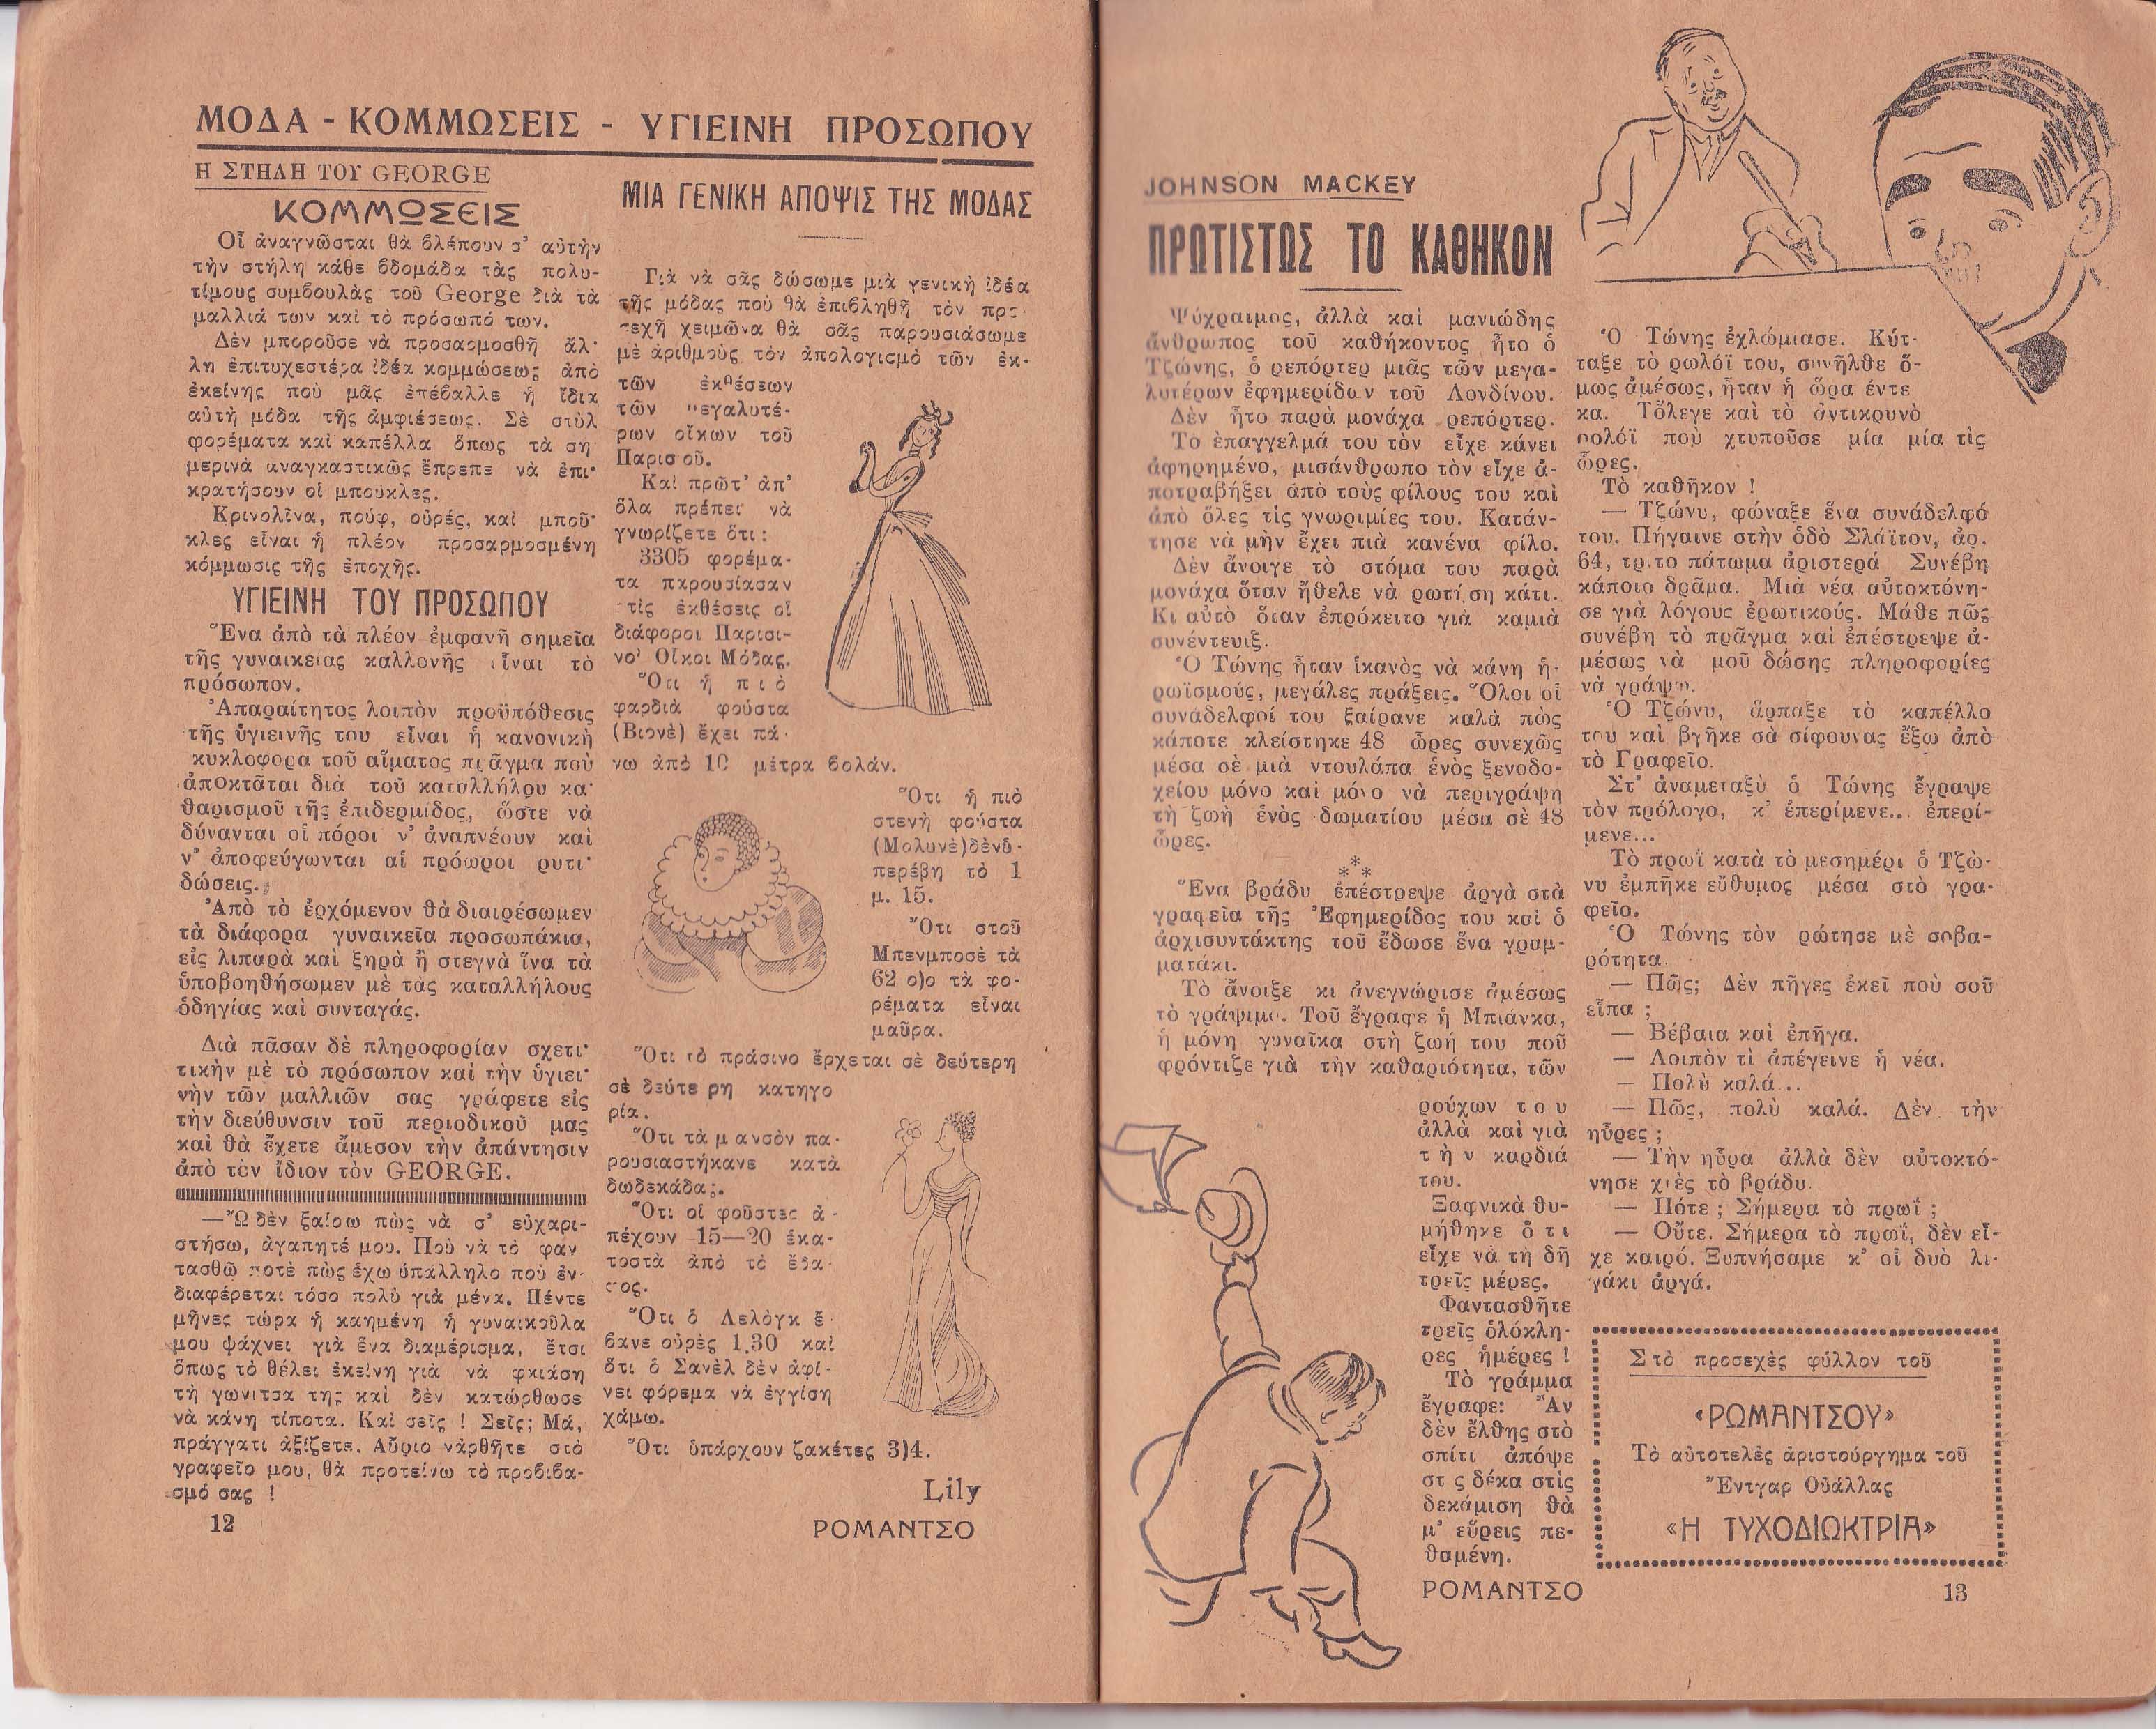 ΜΟΔΑ - ΚΟΜΜΩΣΕΙΣ - ΥΓΙΕΙΝΗ ΠΡΟΣΩΠΟΥ
Η ΣΤΗΛΗ ΤΟΥ GEORGE
ΚΟΜΜΩΣΕΙΣ
Οἱ ἀναγνῶσται θὰ βλέπουν σ' αὐτὴν
τὴν στήλη κάθε βδομάδα τὰς πολυ-
τίμους συμβουλὰς τοῦ George διὰ τὰ
μαλλιά των καὶ τὸ πρόσωπό των.
Δὲν μποροῦσε νὰ προσαρμοσθῆ ἄλ-
λη ἐπιτυχεστέρα ἰδέα κομμώσεως ἀπὸ
ἐκείνης ποὺ μᾶς ἐπέβαλλε ἡ ἴδια
αὐτὴ μόδα τῆς ἀμφιέσεως. Σὲ στὺλ
φορέματα καὶ καπέλλα ὅπως τὰ ση
μερινὰ αναγκαστικῶς ἔπρεπε νὰ ἐπι-
κρατήσουν οἱ μπούκλες.
Κρινολῖνα, πούφ, οὐρές, καὶ μποῦ-
κλες εἶναι ἡ πλέον προσαρμοσμένη
κόμμωσις τῆς ἐποχῆς.
ΥΓΙΕΙΝΗ ΤΟΥ ΠΡΟΣΩΠΟΥ
Ἕνα ἀπὸ τὰ πλέον ἐμφανῆ σημεῖα
τῆς γυναικείας καλλονῆς εἶναι τὸ
πρόσωπον.
Ἀπαραίτητος λοιπὸν προϋπόθεσις
τῆς ὑγιεινῆς του εἶναι ἡ κανονικὴ
κυκλοφορα τοῦ αἵματος πρᾶγμα ποὺ
ἀποκτᾶται διὰ τοῦ καταλλήλου κα-
θαρισμοῦ τῆς ἐπιδερμίδος, ὥστε νὰ
δύνανται οἱ πόροι ν' ἀναπνέουν καὶ
ν' ἀποφεύγωνται αἱ πρόωροι ρυτι-
δώσεις.
Ἀπὸ τὸ ἐρχόμενον θὰ διαιρέσωμεν
τὰ διάφορα γυναικεῖα προσωπάκια,
εἰς λιπαρὰ καὶ ξηρὰ ἢ στεγνὰ ἵνα τὰ
ὑποβοηθήσωμεν μὲ τὰς καταλλήλους
ὁδηγίας καὶ συνταγάς.
Διὰ πᾶσαν δὲ πληροφορίαν σχετι-
τικὴν μὲ τὸ πρόσωπον καὶ τὴν ὑγιει-
νὴν τῶν μαλλιῶν σας γράφετε εἰς
τὴν διεύθυνσιν τοῦ περιοδικοῦ μας
καὶ θὰ ἔχετε ἄμεσον τὴν ἀπάντησιν
ἀπὸ τὸν ἴδιον τὸν GEORGE.
—Ὢ δὲν ξαίρω πὼς νὰ σ' εὐχαρι-
στήσω, ἀγαπητέ μου. Ποὺ νὰ τὸ φαν
τασθῶ ποτὲ πὼς ἔχω ὑπάλληλο ποὺ ἐν-
διαφέρεται τόσο πολὺ γιὰ μένα. Πέντε
μῆνες τώρα ἡ καημένη ἡ γυναικοῦλα
μου ψάχνει γιὰ ἕνα διαμέρισμα, ἔτσι
ὅπως τὸ θέλει ἐκείνη γιὰ νὰ φκιάση
τὴ γωνιτσα της καὶ δὲν κατώρθωσε
νὰ κάνη τίποτα. Καὶ σεῖς ! Σεῖς; Μά,
πράγγατι ἀξίζετε. Αὔριο νάρθῆτε στὸ
γραφεῖο μου, θὰ προτείνω τὸ προβιβα-
σμό σας !
12
ΜΙΑ ΓΕΝΙΚΗ ΑΠΟΨΙΣ ΤΗΣ ΜΟΔΑΣ
Γιὰ νὰ σᾶς δώσωμε μιὰ γενικὴ ἰδέα
τῆς μόδας ποὺ θὰ ἐπιβληθῆ τὸν προ-
σεχῆ χειμῶνα θὰ σᾶς παρουσιάσωμε
μὲ ἀριθμοὺς τὸν ἀπολογισμὸ τῶν ἐκ-
τῶν ἐκθέσεων
τῶν μεγαλυτέ-
ρων οἴκων τοῦ
Παρισ οῦ.
Καὶ πρῶτ' ἀπ'
ὅλα πρέπει νὰ
γνωρίζετε ὅτι :
3305 φορέμα-
τα παρουσίασαν
τὶς ἐκθέσεις οἱ
διάφοροι Παρισι-
νοὶ Οἶκοι Μόδας.
Ὅτι ἡ πιὸ
φαρδιὰ φούστα
(Βιονὲ) ἔχει πά-
νω ἀπὸ 10 μέτρα βολάν.
Ὅτι ἡ πιὸ
στενὴ φούστα
(Μολυνὲ) δὲνὑ-
περέβη τὸ 1
μ. 15.
Ὅτι στοῦ
Μπενμποσὲ τὰ
62 ο)ο τὰ φο-
ρέματα εἶναι
μαῦρα.
Ὅτι τὸ πράσινο ἔρχεται σὲ δεύτερη
σὲ δεύτε ρη κατηγο
ρία.
Ὅτι τὰ μανσὸν πα-
ρουσιαστήκανε κατὰ
δωδεκάδας.
Ὅτι οἱ φοῦστες ἀ-
πέχουν 15—20 ἑκα-
τοστὰ ἀπὸ τὸ ἔδα-
φος.
Ὅτι ὁ Λελὸγκ ἔ-
βανε οὐρὲς 1.30 καὶ
ὅτι ὁ Σανὲλ δὲν ἀφί-
νει φόρεμα νὰ ἐγγίση
χάμω.
Ὅτι ὑπάρχουν ζακέτες 3)4.
Lily
ΡΟΜΑΝΤΣΟ
JOHNSON MACKEY
ΠΡΩΤΙΣΤΩΣ ΤΟ ΚΑΘΗΚΟΝ
Ψύχραιμος, ἀλλὰ καὶ μανιώδης
ἄνθρωπος τοῦ καθήκοντος ἦτο ὁ
Τζώνης, ὁ ρεπόρτερ μιᾶς τῶν μεγα-
λυτέρων ἐφημερίδων τοῦ Λονδίνου.
Δὲν ἦτο παρὰ μονάχα ρεπόρτερ.
Τὸ ἐπαγγελμά του τὸν εἶχε κάνει
ἀφηρημένο, μισάνθρωπο τὸν εἶχε ἀ-
ποτραβήξει ἀπὸ τοὺς φίλους του καὶ
ἀπὸ ὅλες τὶς γνωριμίες του. Κατάν-
τησε νὰ μὴν ἔχει πιὰ κανένα φίλο.
Δὲν ἄνοιγε τὸ στόμα του παρὰ
μονάχα ὅταν ἤθελε νὰ ρωτήση κάτι.
Κι αὐτὸ ὅταν ἐπρόκειτο γιὰ καμιὰ
συνέντευιξ.
Ὁ Τώνης ἦταν ἱκανὸς νὰ κάνη ἡ-
ρωϊσμούς, μεγάλες πράξεις. Ὅλοι οἱ
συνάδελφοί του ξαίρανε καλὰ πὼς
κάποτε κλείστηκε 48 ὧρες συνεχῶς
μέσα σὲ μιὰ ντουλάπα ἑνὸς ξενοδο-
χείου μόνο καὶ μόνο νὰ περιγράψη
τὴ ζωὴ ἑνὸς δωματίου μέσα σὲ 48
ὧρες.
***
Ἕνα βράδυ ἐπέστρεψε ἀργὰ στὰ
γραφεῖα τῆς Ἐφημερίδος του καὶ ὁ
ἀρχισυντάκτης τοῦ ἔδωσε ἕνα γραμ-
ματάκι.
Τὸ ἄνοιξε κι ἀνεγνώρισε ἀμέσως
τὸ γράψιμο. Τοῦ ἔγραφε ἡ Μπιάνκα,
ἡ μόνη γυναῖκα στὴ ζωή του ποῦ
φρόντιζε γιὰ τὴν καθαριότητα, τῶν
ρούχων του
ἀλλὰ καὶ γιὰ
τὴν καρδιά
του.
Ξαφνικὰ θυ-
μήθηκε ὅτι
εἶχε νὰ τὴ δῆ
τρεῖς μέρες.
Φαντασθῆτε
τρεῖς ὁλόκλη-
ρες ἡμέρες !
Τὸ γράμμα
ἔγραφε: Ἂν
δὲν ἔλθης στὸ
σπίτι ἀπόψε
στ ς δέκα στὶς
δεκάμιση θὰ
μ' εὕρεις πε-
θαμένη.
ΡΟΜΑΝΤΣΟ
Ὁ Τώνης ἐχλώμιασε. Κύτ-
ταξε τὸ ρωλόϊ του, συνῆλθε ὅ-
μως ἀμέσως, ἦταν ἡ ὥρα ἕντε
κα. Τὄλεγε καὶ τὸ ἀντικρυνὸ
ρολόϊ ποὺ χτυποῦσε μία μία τὶς
ὧρες.
Τὸ καθῆκον !
— Τζώνυ, φώναξε ἕνα συνάδελφό
του. Πήγαινε στὴν ὁδὸ Σλάϊτον, ἀρ.
64, τρίτο πάτωμα ἀριστερά Συνέβη
κάποιο δρᾶμα. Μιὰ νέα αὐτοκτόνη-
σε γιὰ λόγους ἐρωτικούς. Μάθε πῶς
συνέβη τὸ πρᾶγμα καὶ ἐπέστρεψε ἀ-
μέσως νὰ μοῦ δώσης πληροφορίες
νὰ γράψω.
Ὁ Τζώνυ, ἅρπαξε τὸ καπέλλο
του καὶ βγῆκε σὰ σίφουνας ἔξω ἀπὸ
τὸ Γραφεῖο.
Στ' ἀναμεταξὺ ὁ Τώνης ἔγραψε
τὸν πρόλογο, κ' ἐπερίμενε... ἐπερί-
μενε...
Τὸ πρωῒ κατὰ τὸ μεσημέρι ὁ Τζὼ-
νυ ἐμπῆκε εὔθυμος μέσα στὸ γρα-
φεῖο.
Ὁ Τώνης τὸν ρώτησε μὲ σοβα-
ρότητα.
— Πῶς; Δὲν πῆγες ἐκεῖ ποὺ σοῦ
εἶπα ;
— Βέβαια καὶ ἐπῆγα.
— Λοιπὸν τὶ ἀπέγεινε ἡ νέα.
— Πολὺ καλά...
— Πῶς, πολὺ καλά. Δὲν τὴν
ηὗρες ;
— Τὴν ηὗρα ἀλλὰ δὲν αὐτοκτό-
νησε χτὲς τὸ βράδυ.
— Πότε ; Σήμερα τὸ πρωῒ ;
— Οὔτε. Σήμερα τὸ πρωῒ, δὲν εἶ-
χε καιρό. Ξυπνήσαμε κ' οἱ δυὸ λι-
γάκι ἀργά.
Στὸ προσεχὲς φύλλον τοῦ
«ΡΩΜΑΝΤΣΟΥ»
Τὸ αὐτοτελὲς ἀριστούργημα τοῦ
Ἔντγαρ Οὐάλλας
«Η ΤΥΧΟΔΙΩΚΤΡΙΑ»
13